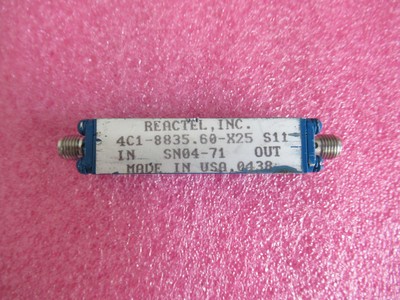 REACTEL, INC.
4C1-8835.60-X25 S11
IN SN04-71 OUT
MADE IN USA, 0438